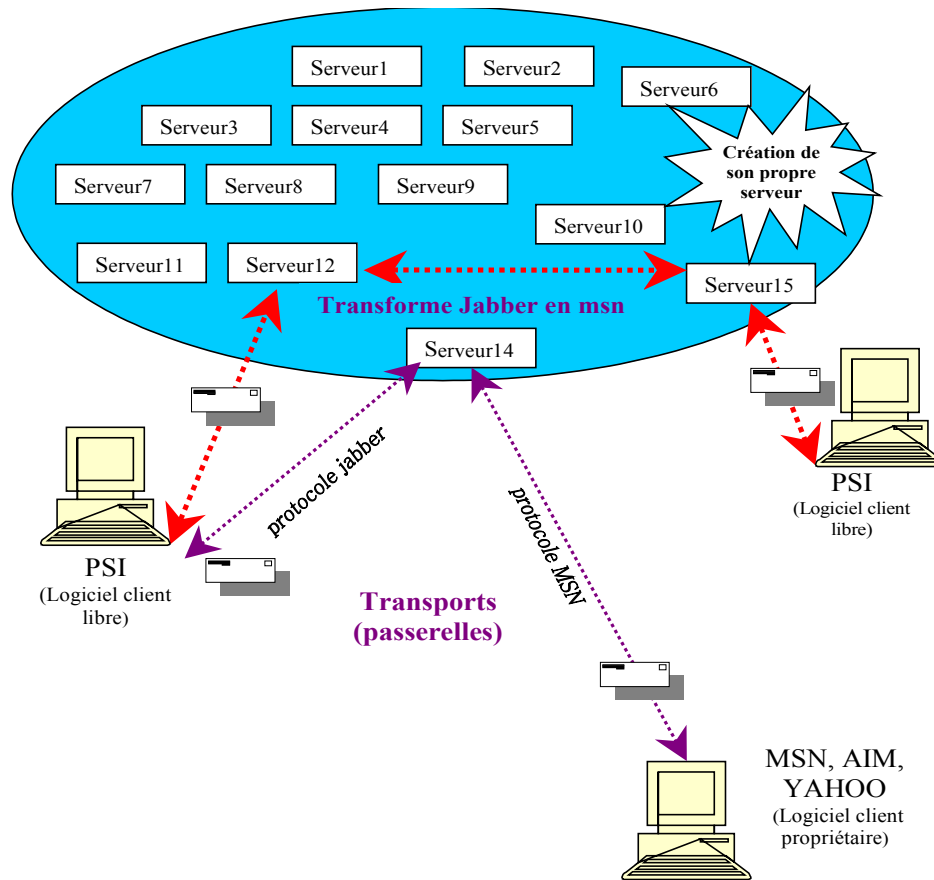 Serveur1
Serveur2
Serveur6
Serveur3
Serveur4
Serveur5
Création de
son propre
serveur
Serveur7
Serveur8
Serveur9
Serveur10
Serveur11
Serveur12
Serveur15
Transforme Jabber en msn
Serveur14
protocole jabber
protocole MSN
PSI
(Logiciel client
libre)
PSI
(Logiciel client
libre)
Transports
(passerelles)
MSN, AIM,
YAHOO
(Logiciel client
propriétaire)